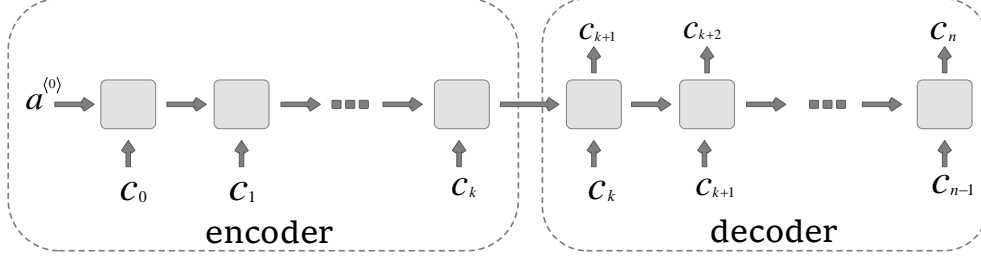 c_{k+1} c_{k+2} c_n
a^{⟨0⟩}
c_0 c_1 c_k c_k c_{k+1} c_{n-1}
encoder decoder